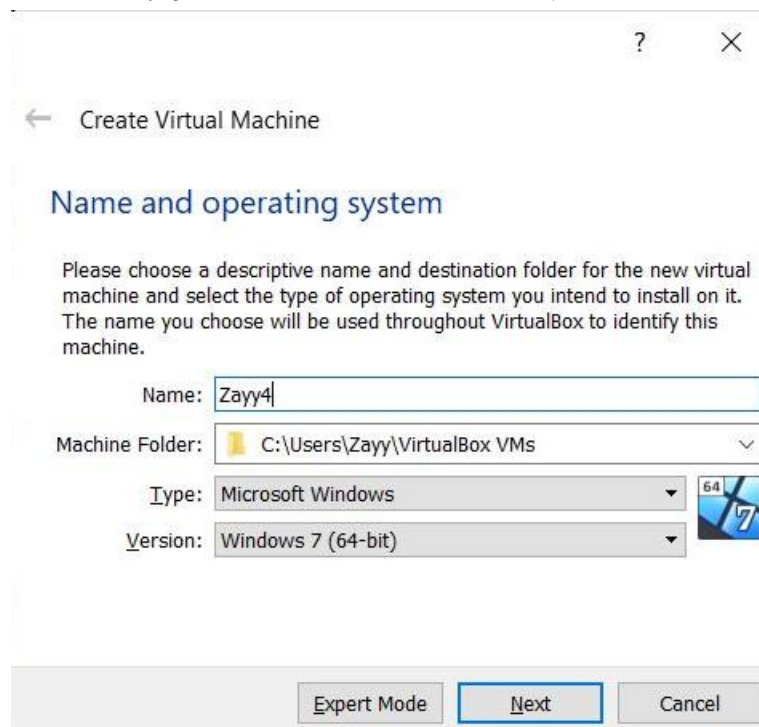 ?
Create Virtual Machine
Name and operating system
Please choose a descriptive name and destination folder for the new virtual
machine and select the type of operating system you intend to install on it.
The name you choose will be used throughout VirtualBox to identify this
machine.
Name: Zayy4
Machine Folder: C:\Users\Zayy\VirtualBox VMs
Type: Microsoft Windows
64
7
Version: Windows 7 (64-bit)
Expert Mode Next Cancel